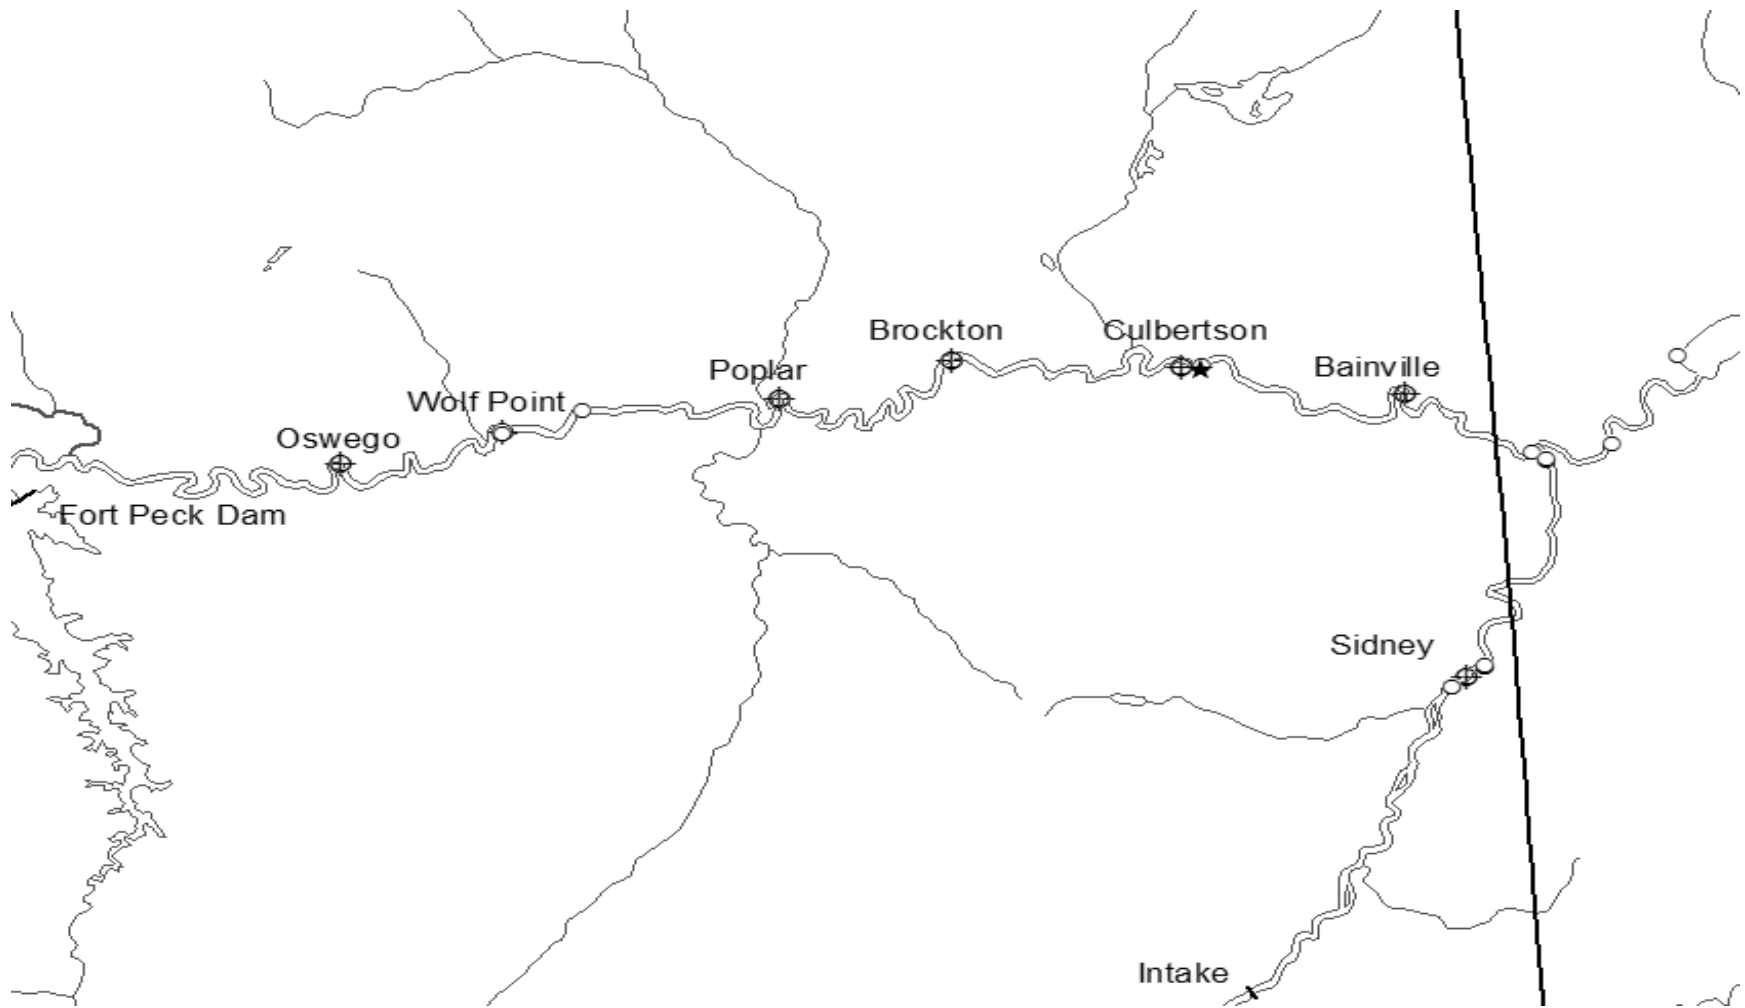 Brockton
Culbertson
Bainville
Poplar
Wolf Point
Oswego
Fort Peck Dam
Sidney
Intake